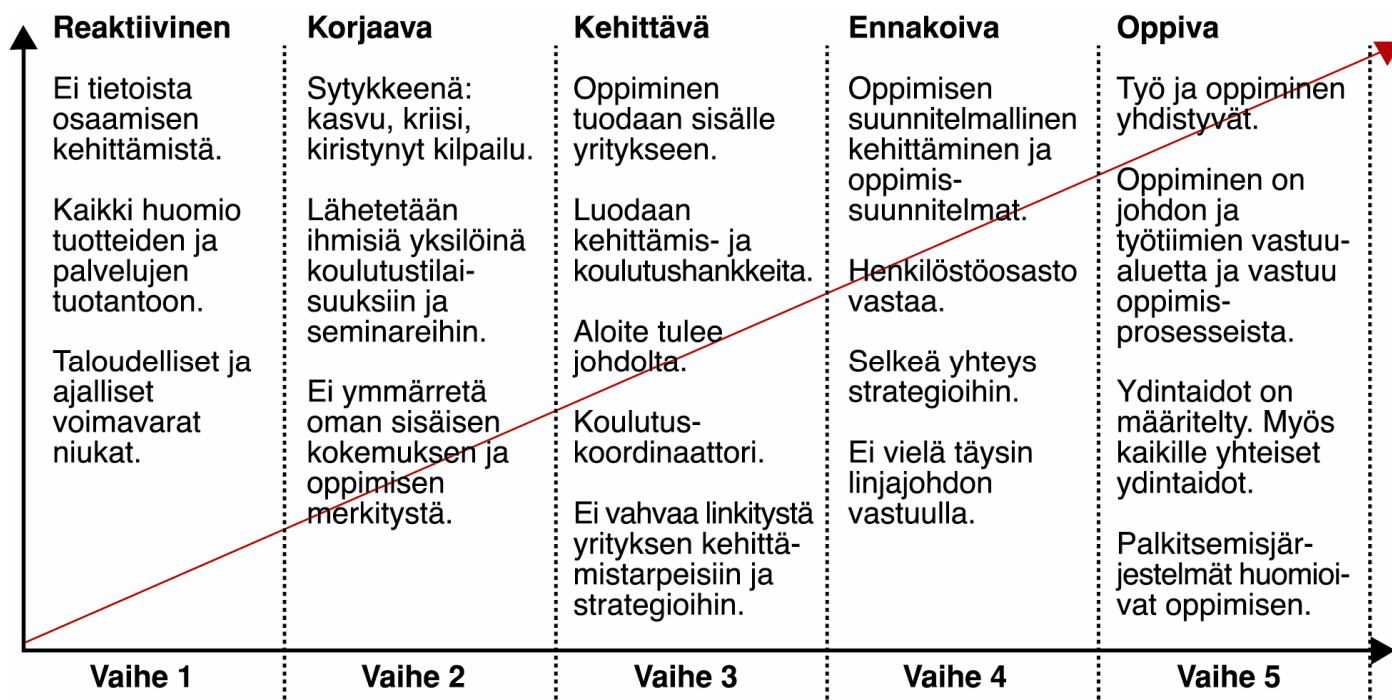 Reaktiivinen
Ei tietoista
osaamisen
kehittämistä.
Kaikki huomio
tuotteiden ja
palvelujen
tuotantoon.
Taloudelliset ja
ajalliset
voimavarat
niukat.
Vaihe 1
Korjaava
Sytykkeenä:
kasvu, kriisi,
kiristynyt kilpailu.
Lähetetään
ihmisiä yksilöinä
koulutustilai-
suuksiin ja
seminareihin.
Ei ymmärretä
oman sisäisen
kokemuksen ja
oppimisen
merkitystä.
Vaihe 2
Kehittävä
Oppiminen
tuodaan sisälle
yritykseen.
Luodaan
kehittämis- ja
koulutushankkeita.
Aloite tulee
johdolta.
Koulutus-
koordinaattori.
Ei vahvaa linkitystä
yrityksen kehittä-
mistarpeisiin ja
strategioihin.
Vaihe 3
Ennakoiva
Oppimisen
suunnitelmallinen
kehittäminen ja
oppimis-
suunnitelmat.
Henkilöstöosasto
vastaa.
Selkeä yhteys
strategioihin.
Ei vielä täysin
linjajohdon
vastuulla.
Vaihe 4
Oppiva
Työ ja oppiminen
yhdistyvät.
Oppiminen on
johdon ja
työtiimien vastuu-
aluetta ja vastuu
oppimis-
prosesseista.
Ydintaidot on
määritelty. Myös
kaikille yhteiset
ydintaidot.
Palkitsemisjär-
jestelmät huomioi-
vat oppimisen.
Vaihe 5